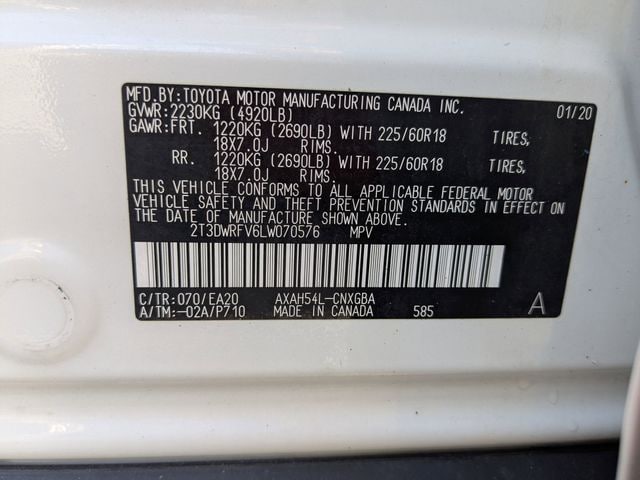 MFD.BY:TOYOTA MOTOR MANUFACTURING CANADA INC. 01/20
GVWR:2230KG (4920LB)
GAWR:FRT. 1220KG (2690LB) WITH 225/60R18 TIRES,
18X7.0J RIMS.
RR. 1220KG (2690LB) WITH 225/60R18 TIRES,
18X7.0J RIMS.
THIS VEHICLE CONFORMS TO ALL APPLICABLE FEDERAL MOTOR
VEHICLE SAFETY AND THEFT PREVENTION STANDARDS IN EFFECT ON
THE DATE OF MANUFACTURE SHOWN ABOVE.
2T3DWRFV6LW070576 MPV
C/TR:070/EA20 AXAH54L-CNXGBA
A/TM:-02A/P710 MADE IN CANADA 585 A